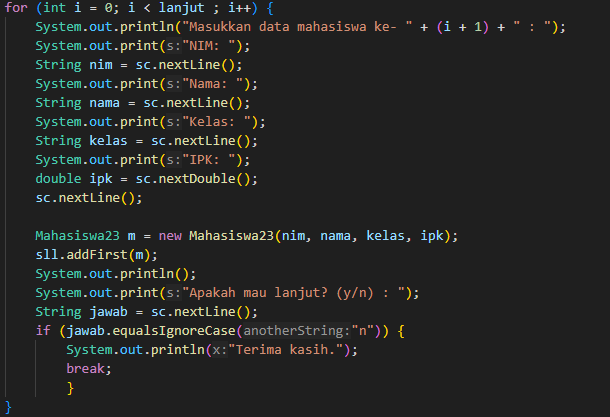 for (int i = 0; i < lanjut ; i++) {
    System.out.println("Masukkan data mahasiswa ke- " + (i + 1) + " : ");
    System.out.print(s:"NIM: ");
    String nim = sc.nextLine();
    System.out.print(s:"Nama: ");
    String nama = sc.nextLine();
    System.out.print(s:"Kelas: ");
    String kelas = sc.nextLine();
    System.out.print(s:"IPK: ");
    double ipk = sc.nextDouble();
    sc.nextLine();

    Mahasiswa23 m = new Mahasiswa23(nim, nama, kelas, ipk);
    sll.addFirst(m);
    System.out.println();
    System.out.print(s:"Apakah mau lanjut? (y/n) : ");
    String jawab = sc.nextLine();
    if (jawab.equalsIgnoreCase(anotherString:"n")) {
        System.out.println(x:"Terima kasih.");
        break;
        }
}